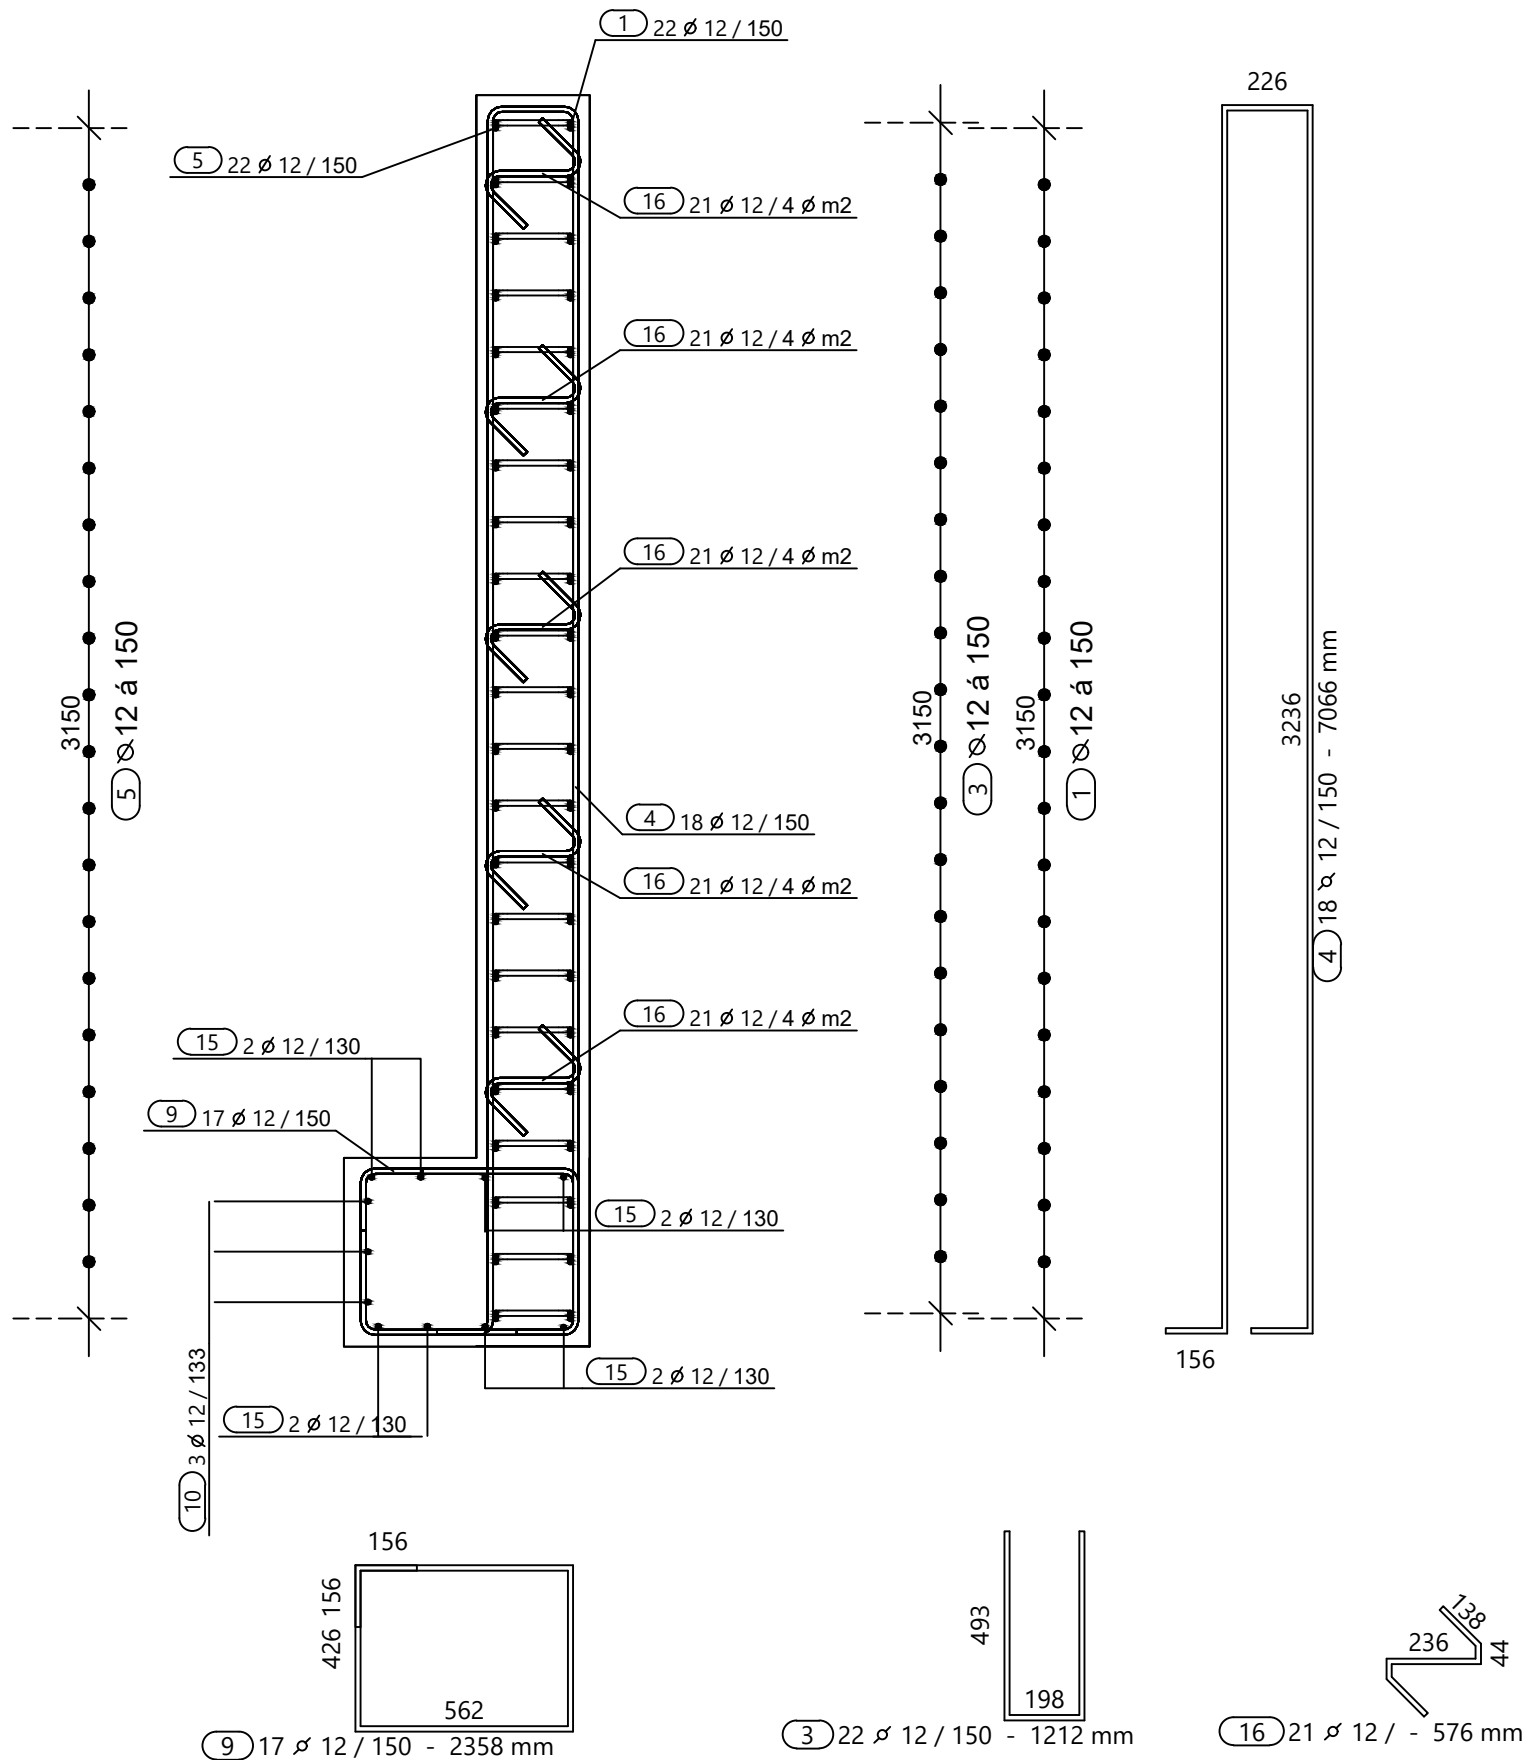 1 22 ⌀ 12 / 150
226
5 22 ⌀ 12 / 150
16 21 ⌀ 12 / 4 ⌀ m2
16 21 ⌀ 12 / 4 ⌀ m2
16 21 ⌀ 12 / 4 ⌀ m2
3150
5 ⌀12 á 150
3150
3 ⌀12 á 150
3150
1 ⌀12 á 150
3236
4 18 ⌀ 12 / 150 - 7066 mm
4 18 ⌀ 12 / 150
16 21 ⌀ 12 / 4 ⌀ m2
16 21 ⌀ 12 / 4 ⌀ m2
15 2 ⌀ 12 / 130
9 17 ⌀ 12 / 150
15 2 ⌀ 12 / 130
156
15 2 ⌀ 12 / 130
15 2 ⌀ 12 / 130
10 3 ⌀ 12 / 133
156
426 156
562
9 17 ⌀ 12 / 150 - 2358 mm
493
198
3 22 ⌀ 12 / 150 - 1212 mm
138
236
44
16 21 ⌀ 12 / - 576 mm